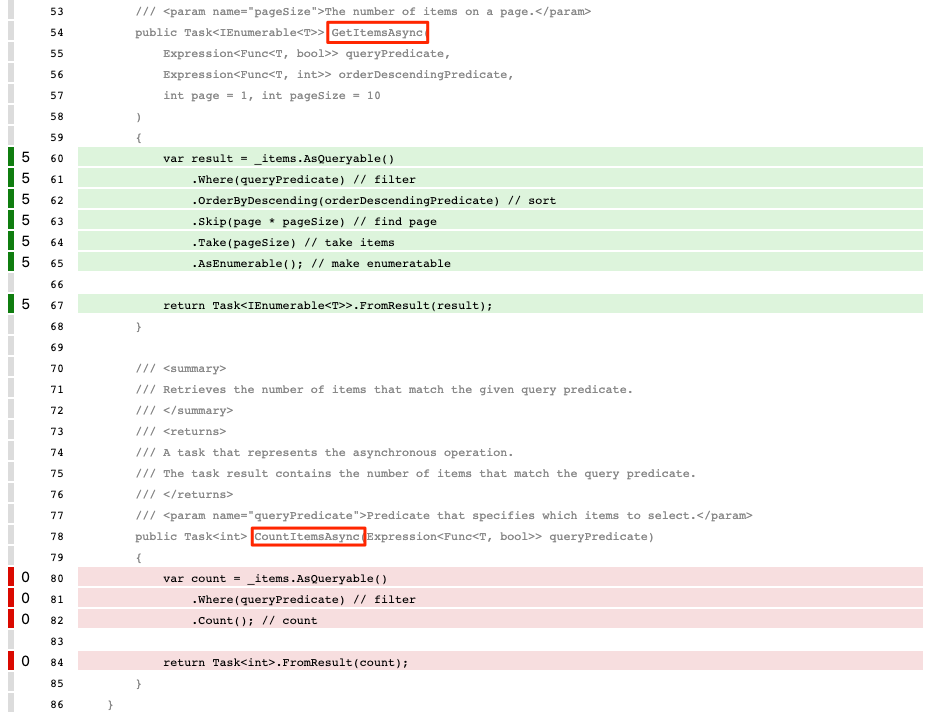 53 /// <param name="pageSize">The number of items on a page.</param>
54 public Task<IEnumerable<T>> GetItemsAsync(
55 Expression<Func<T, bool>> queryPredicate,
56 Expression<Func<T, int>> orderDescendingPredicate,
57 int page = 1, int pageSize = 10
58 )
59 {
5 60 var result = _items.AsQueryable()
5 61 .Where(queryPredicate) // filter
5 62 .OrderByDescending(orderDescendingPredicate) // sort
5 63 .Skip(page * pageSize) // find page
5 64 .Take(pageSize) // take items
5 65 .AsEnumerable(); // make enumeratable
66
5 67 return Task<IEnumerable<T>>.FromResult(result);
68 }
69
70 /// <summary>
71 /// Retrieves the number of items that match the given query predicate.
72 /// </summary>
73 /// <returns>
74 /// A task that represents the asynchronous operation.
75 /// The task result contains the number of items that match the query predicate.
76 /// </returns>
77 /// <param name="queryPredicate">Predicate that specifies which items to select.</param>
78 public Task<int> CountItemsAsync(Expression<Func<T, bool>> queryPredicate)
79 {
0 80 var count = _items.AsQueryable()
0 81 .Where(queryPredicate) // filter
0 82 .Count(); // count
83
0 84 return Task<int>.FromResult(count);
85 }
86 }